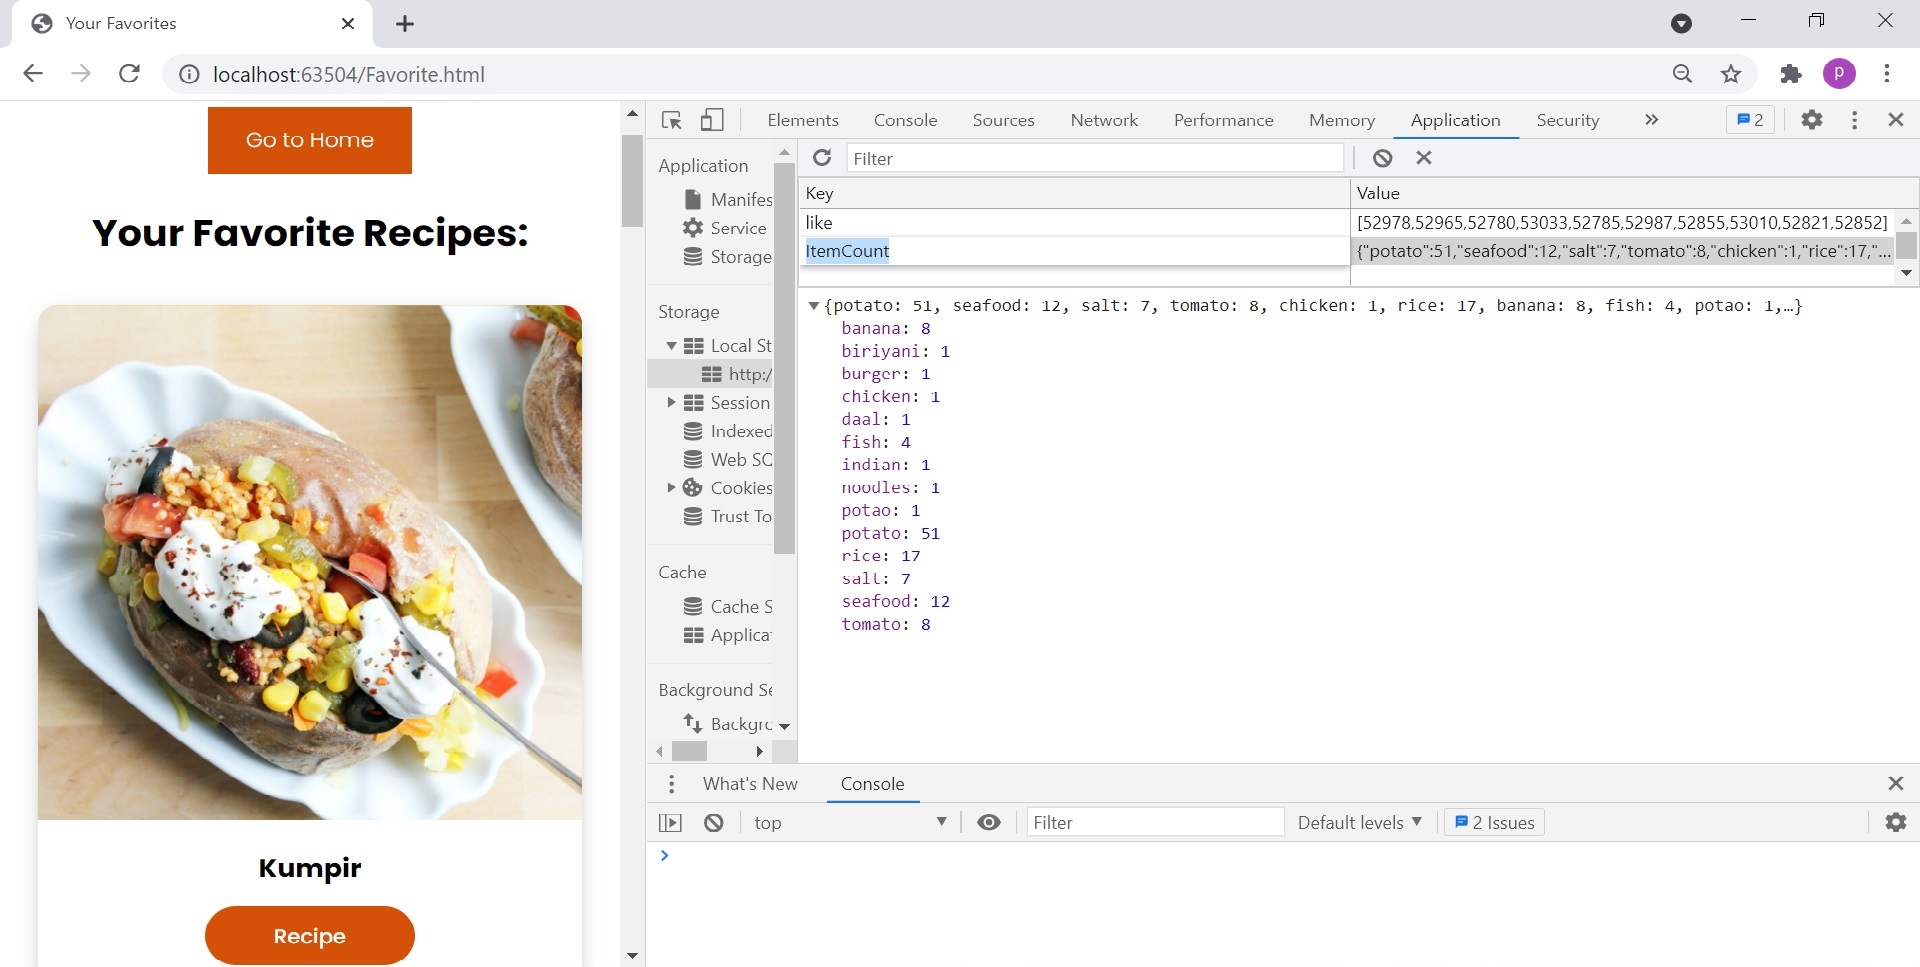 Your Favorites
localhost:63504/Favorite.html
p
Go to Home
Your Favorite Recipes:
Kumpir
Recipe
Elements Console Sources Network Performance Memory Application Security » 2
Application
Manifes
Service
Storage
Storage
Local St
http:/
Session
Indexed
Web SQ
Cookies
Trust To
Cache
Cache S
Applicat
Background Se
Backgro
Filter
Key Value
like [52978,52965,52780,53033,52785,52987,52855,53010,52821,52852]
ItemCount {"potato":51,"seafood":12,"salt":7,"tomato":8,"chicken":1,"rice":17,"...
{potato: 51, seafood: 12, salt: 7, tomato: 8, chicken: 1, rice: 17, banana: 8, fish: 4, potao: 1,…}
banana: 8
biriyani: 1
burger: 1
chicken: 1
daal: 1
fish: 4
indian: 1
noodles: 1
potao: 1
potato: 51
rice: 17
salt: 7
seafood: 12
tomato: 8
What's New Console
top Filter Default levels 2 Issues